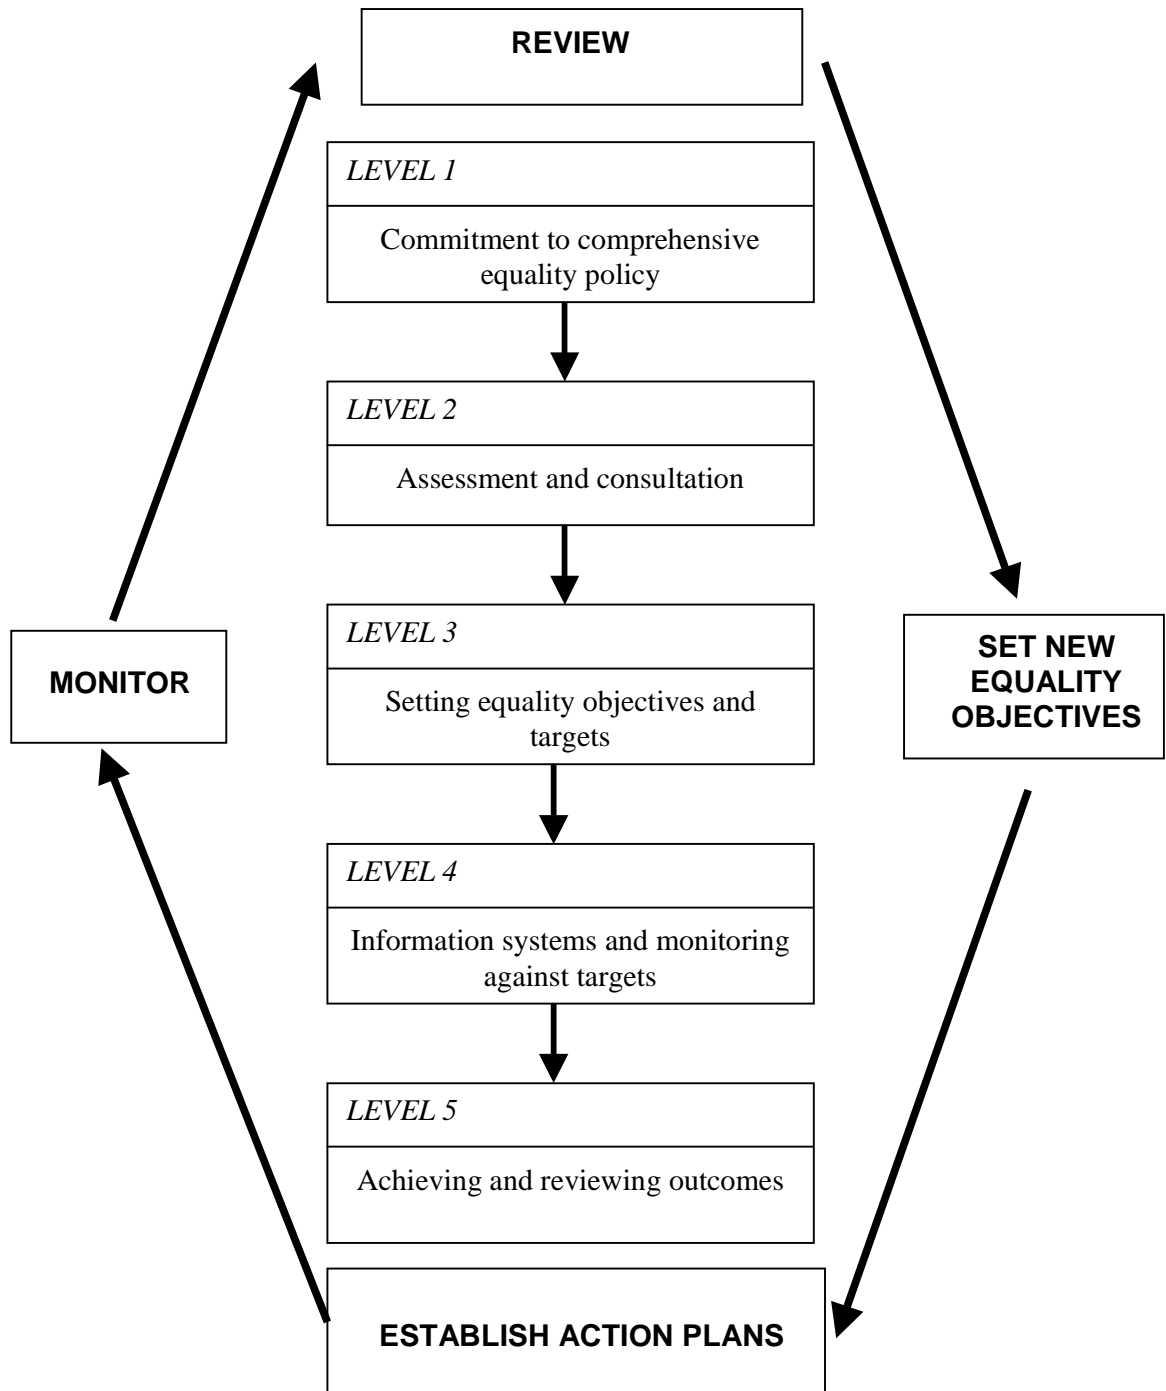 REVIEW
LEVEL 1
Commitment to comprehensive
equality policy
LEVEL 2
Assessment and consultation
LEVEL 3
Setting equality objectives and
targets
MONITOR
SET NEW
EQUALITY
OBJECTIVES
LEVEL 4
Information systems and monitoring
against targets
LEVEL 5
Achieving and reviewing outcomes
ESTABLISH ACTION PLANS